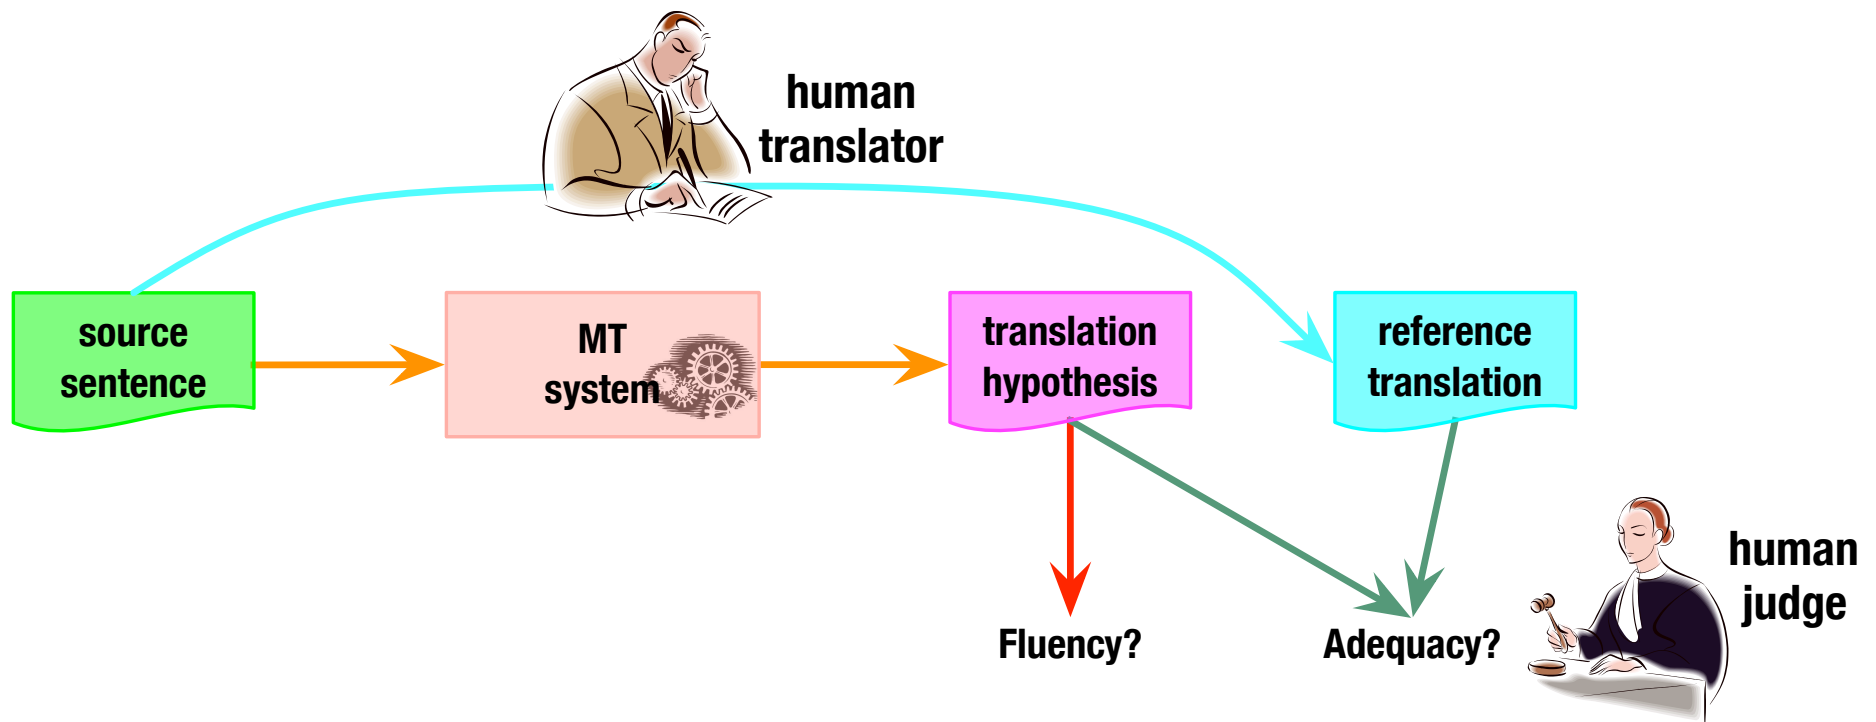 human
translator
source
sentence
MT
system
translation
hypothesis
reference
translation
human
judge
Fluency?
Adequacy?